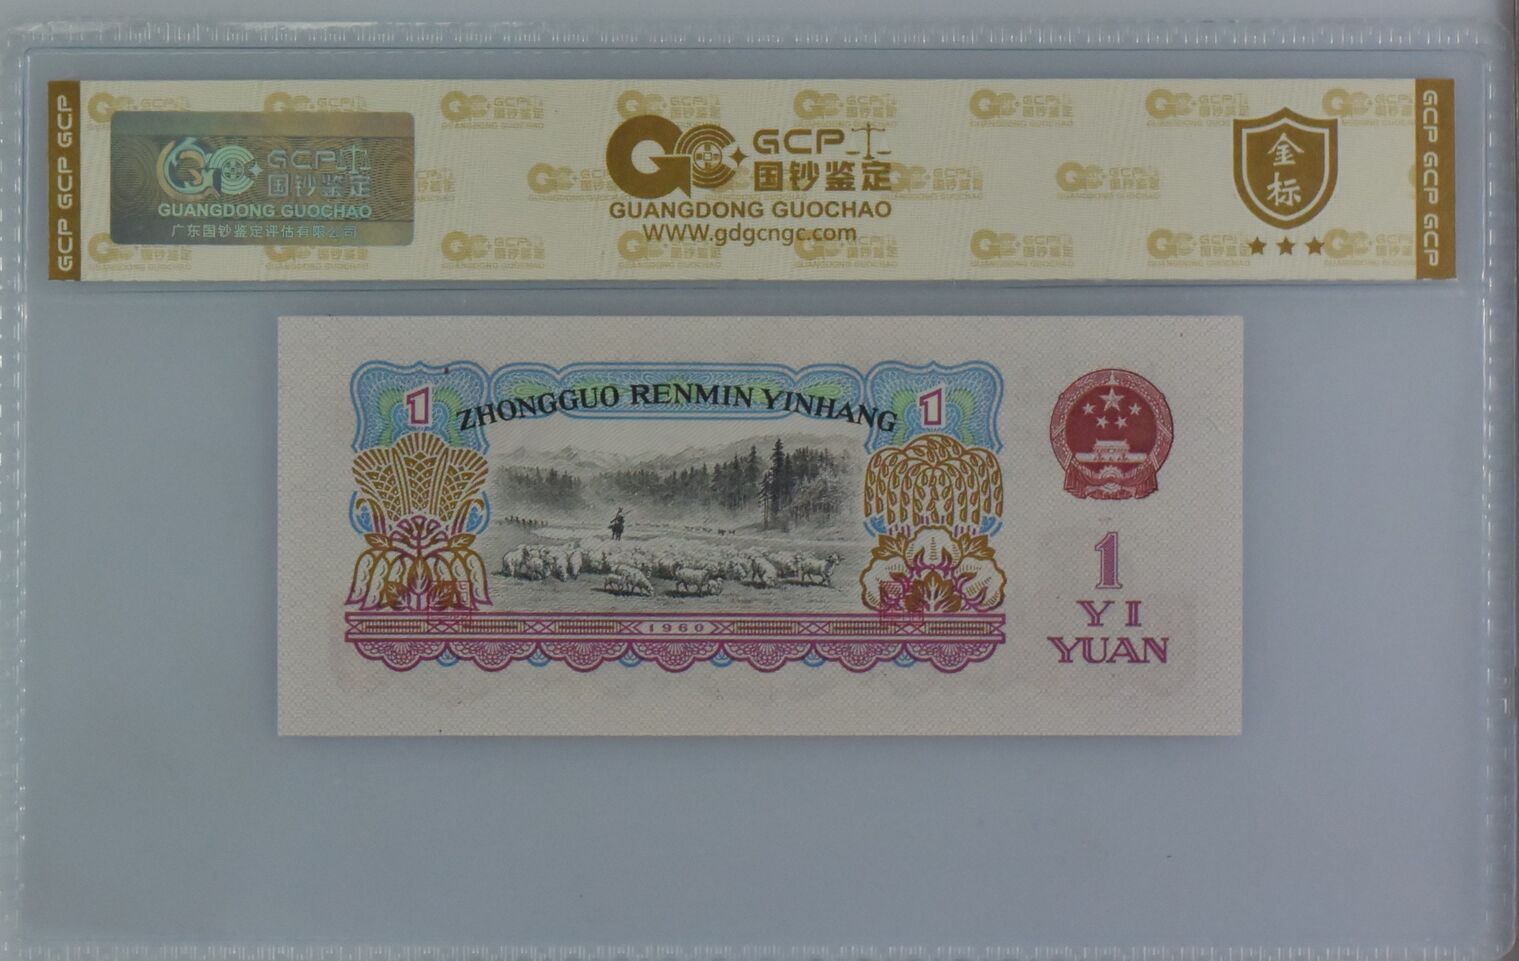 GCP GCP GCP
GCP
国钞鉴定
GUANGDONG GUOCHAO
广东国钞鉴定评估有限公司
GCP
国钞鉴定
GUANGDONG GUOCHAO
WWW.gdgcngc.com
金标
GCP GCP GCP
1
ZHONGGUO RENMIN YINHANG
1
1960
1
YI
YUAN